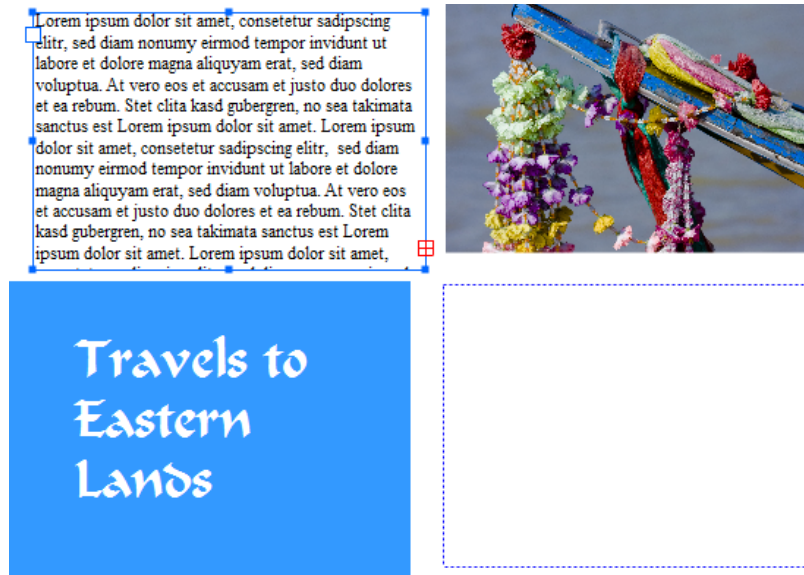 Lorem ipsum dolor sit amet, consetetur sadipscing
elitr, sed diam nonumy eirmod tempor invidunt ut
labore et dolore magna aliquyam erat, sed diam
voluptua. At vero eos et accusam et justo duo dolores
et ea rebum. Stet clita kasd gubergren, no sea takimata
sanctus est Lorem ipsum dolor sit amet. Lorem ipsum
dolor sit amet, consetetur sadipscing elitr,  sed diam
nonumy eirmod tempor invidunt ut labore et dolore
magna aliquyam erat, sed diam voluptua. At vero eos
et accusam et justo duo dolores et ea rebum. Stet clita
kasd gubergren, no sea takimata sanctus est Lorem
ipsum dolor sit amet. Lorem ipsum dolor sit amet,
Travels to
Eastern
Lands